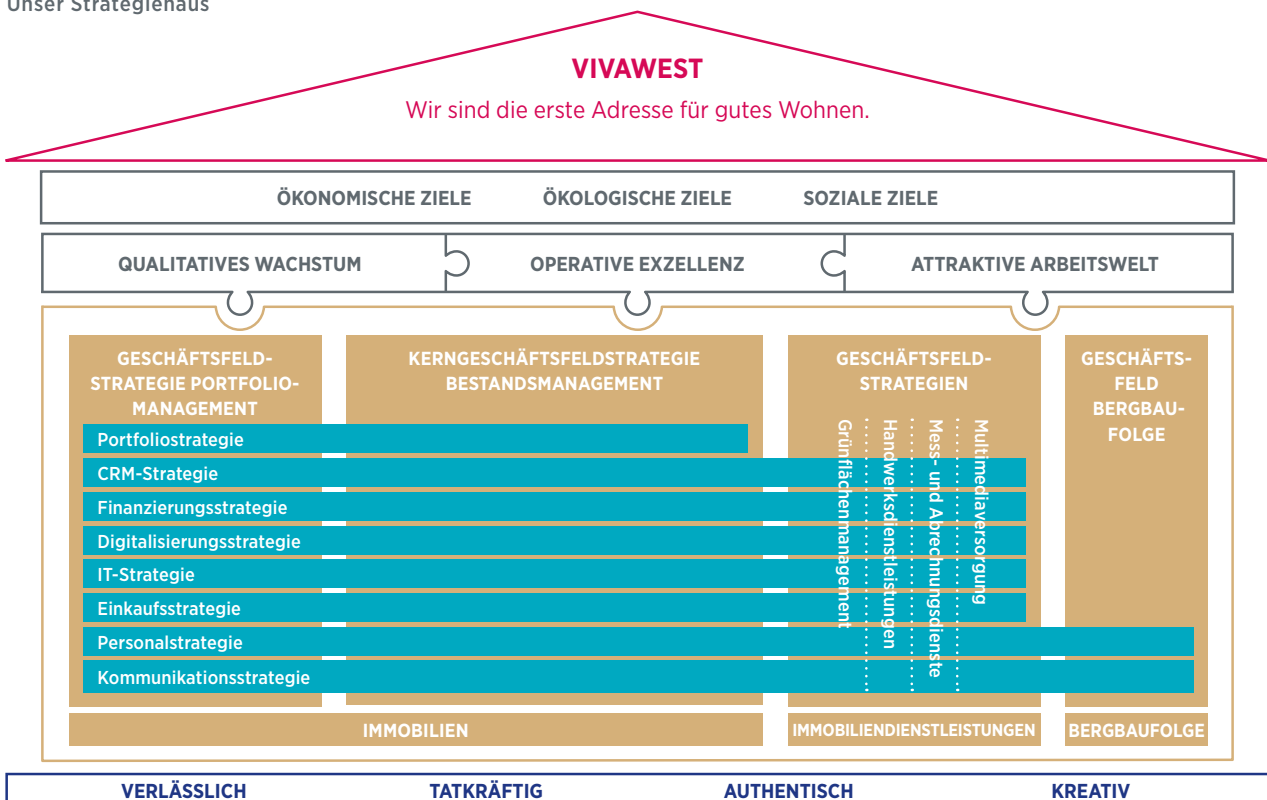 Unser Strategiehaus
VIVAWEST
Wir sind die erste Adresse für gutes Wohnen.
ÖKONOMISCHE ZIELE ÖKOLOGISCHE ZIELE SOZIALE ZIELE
QUALITATIVES WACHSTUM OPERATIVE EXZELLENZ ATTRAKTIVE ARBEITSWELT
GESCHÄFTSFELD-
STRATEGIE PORTFOLIO-
MANAGEMENT
KERNGESCHÄFTSFELDSTRATEGIE
BESTANDSMANAGEMENT
GESCHÄFTSFELD-
STRATEGIEN
GESCHÄFTS-
FELD
BERGBAU-
FOLGE
Portfoliostrategie
CRM-Strategie
Finanzierungsstrategie
Digitalisierungsstrategie
IT-Strategie
Einkaufsstrategie
Personalstrategie
Kommunikationsstrategie
Grünflächenmanagement
Handwerksdienstleistungen
Mess- und Abrechnungsdienste
Multimediaversorgung
IMMOBILIEN IMMOBILIENDIENSTLEISTUNGEN BERGBAUFOLGE
VERLÄSSLICH TATKRÄFTIG AUTHENTISCH KREATIV